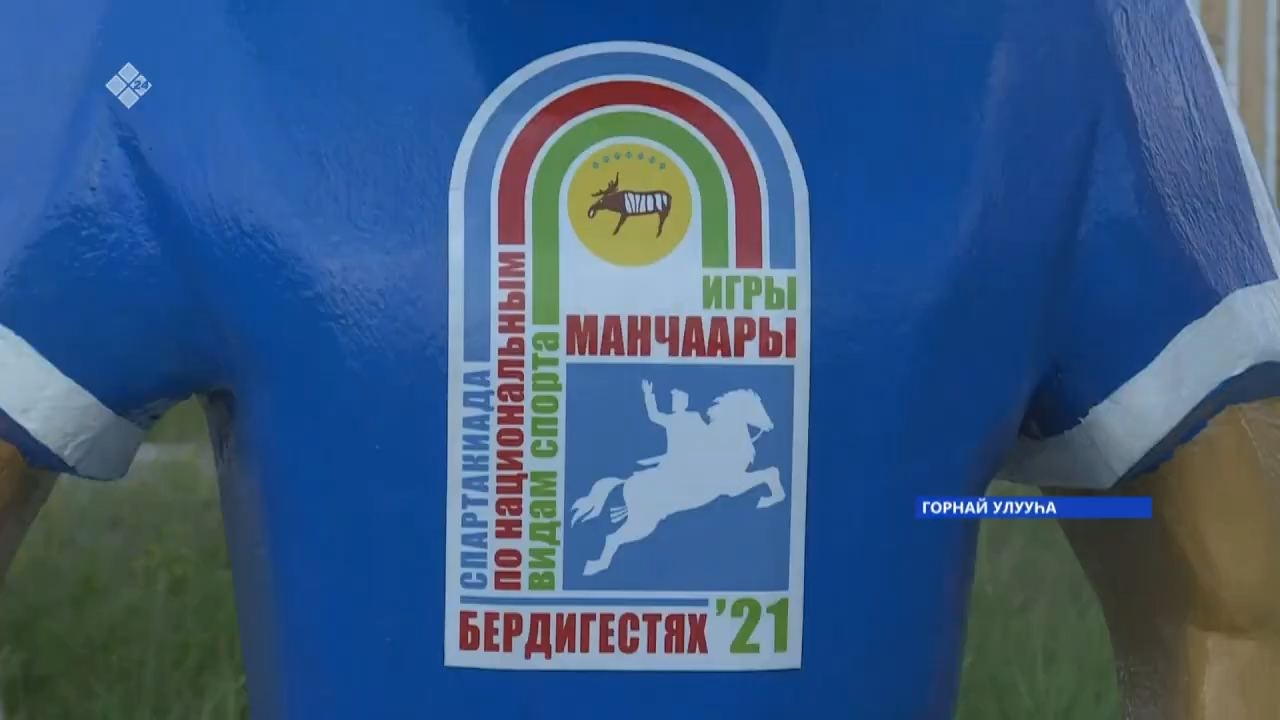 24
ИГРЫ
МАНЧААРЫ
СПАРТАКИАДА
ПО НАЦИОНАЛЬНЫМ
ВИДАМ СПОРТА
БЕРДИГЕСТЯХ '21
ГОРНАЙ УЛУУҺА